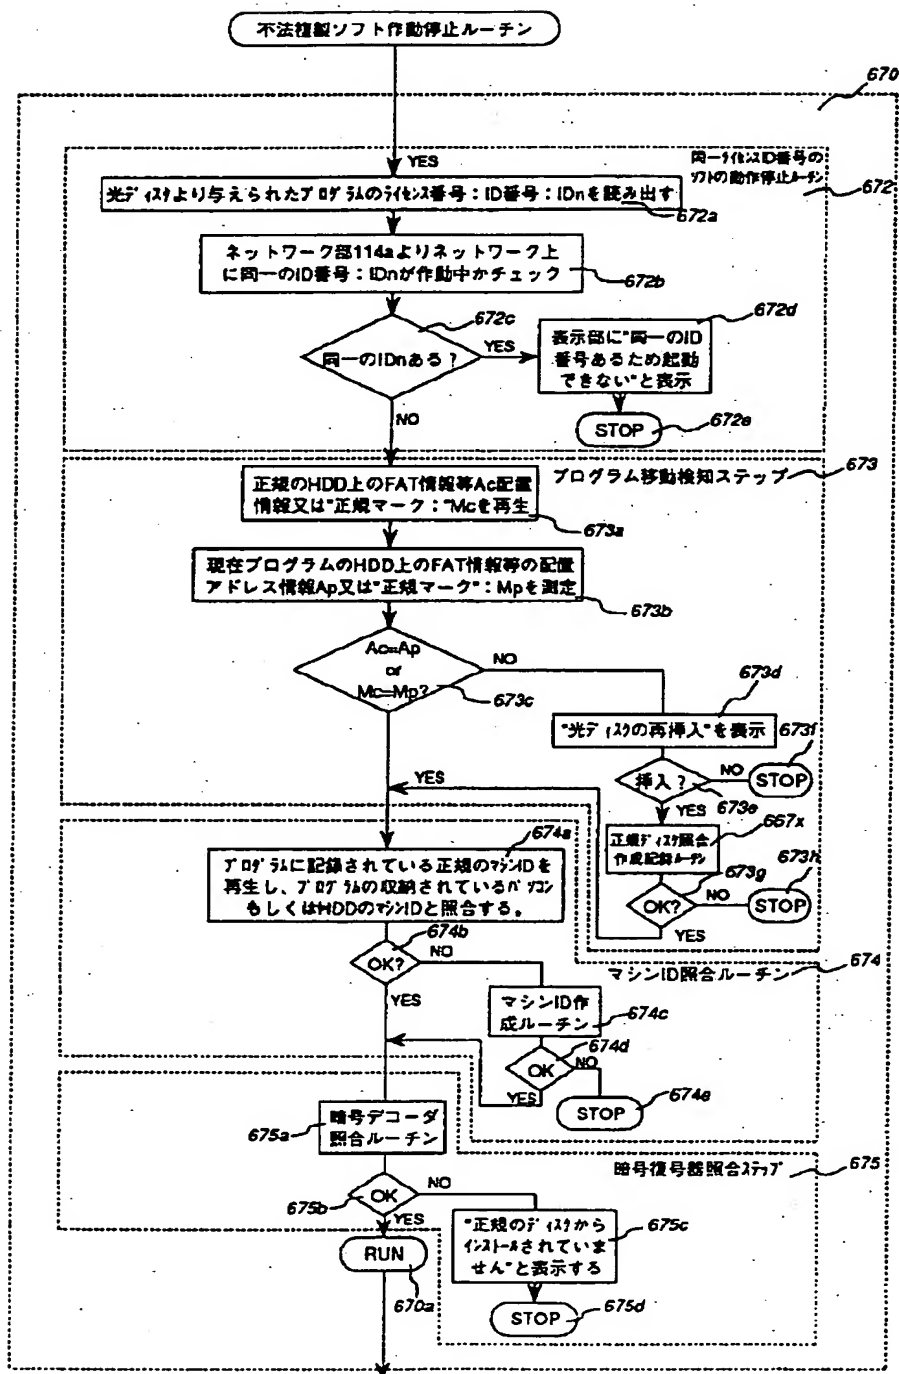 不法複製ソフト作動停止ルーチン
670
YES
同一ライセンスID番号の
ソフトの動作停止ルーチン
672
光ディスクより与えられたプログラムのライセンス番号：ID番号：IDnを読み出す
672a
ネットワーク部114aよりネットワーク上
に同一のID番号：IDnが作動中かチェック
672b
672c
同一のIDnある？
YES
672d
表示部に"同一のID
番号あるため起動
できない"と表示
NO
STOP
672e
プログラム移動検知ステップ
673
正規のHDD上のFAT情報等Ac配置
情報又は"正規マーク："Mcを再生
673a
現在プログラムのHDD上のFAT情報等の配置
アドレス情報Ap又は"正規マーク"：Mpを測定
673b
Ac=Ap
or
Mc=Mp?
673c
NO
673d
"光ディスクの再挿入"を表示
673f
YES
挿入？
NO
STOP
673e
YES
667x
正規ディスク照合
作成記録ルーチン
674a
プログラムに記録されている正規のマシンIDを
再生し、プログラムの収納されているパソコン
もしくはHDDのマシンIDと照合する。
673g
673h
OK?
NO
STOP
YES
674b
OK?
NO
YES
マシンID照合ルーチン
674
マシンID作
成ルーチン
674c
674d
OK
NO
YES
STOP
674e
675a
暗号デコーダ
照合ルーチン
暗号復号器照合ステップ
675
OK
NO
675b
YES
"正規のディスクから
インストールされていま
せん"と表示する
675c
RUN
670a
STOP
675d